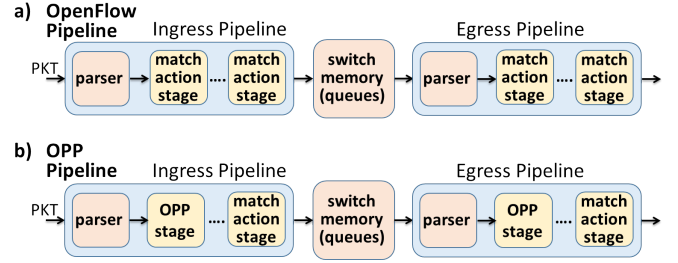 a) OpenFlow
Pipeline
Ingress Pipeline
Egress Pipeline
PKT
parser
match
action
stage
....
match
action
stage
switch
memory
(queues)
parser
match
action
stage
....
match
action
stage
b) OPP
Pipeline
Ingress Pipeline
Egress Pipeline
PKT
parser
OPP
stage
....
match
action
stage
switch
memory
(queues)
parser
OPP
stage
....
match
action
stage